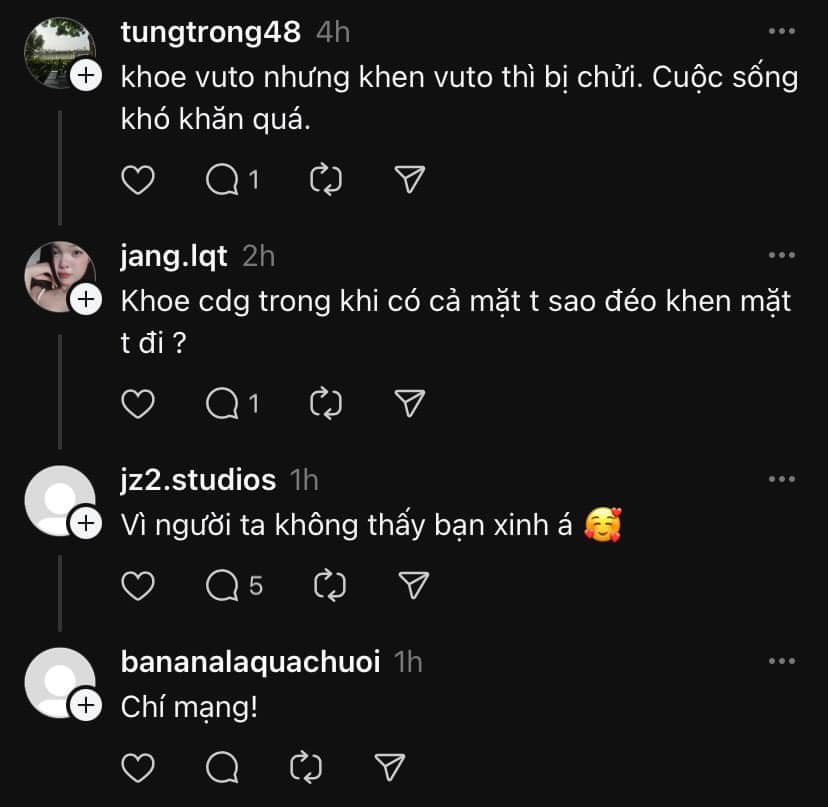 tungtrong48 4h
khoe vuto nhưng khen vuto thì bị chửi. Cuộc sống
khó khăn quá.
1
jang.lqt 2h
Khoe cdg trong khi có cả mặt t sao đéo khen mặt
t đi ?
1
jz2.studios 1h
Vì người ta không thấy bạn xinh á 🥰
5
bananalaquachuoi 1h
Chí mạng!